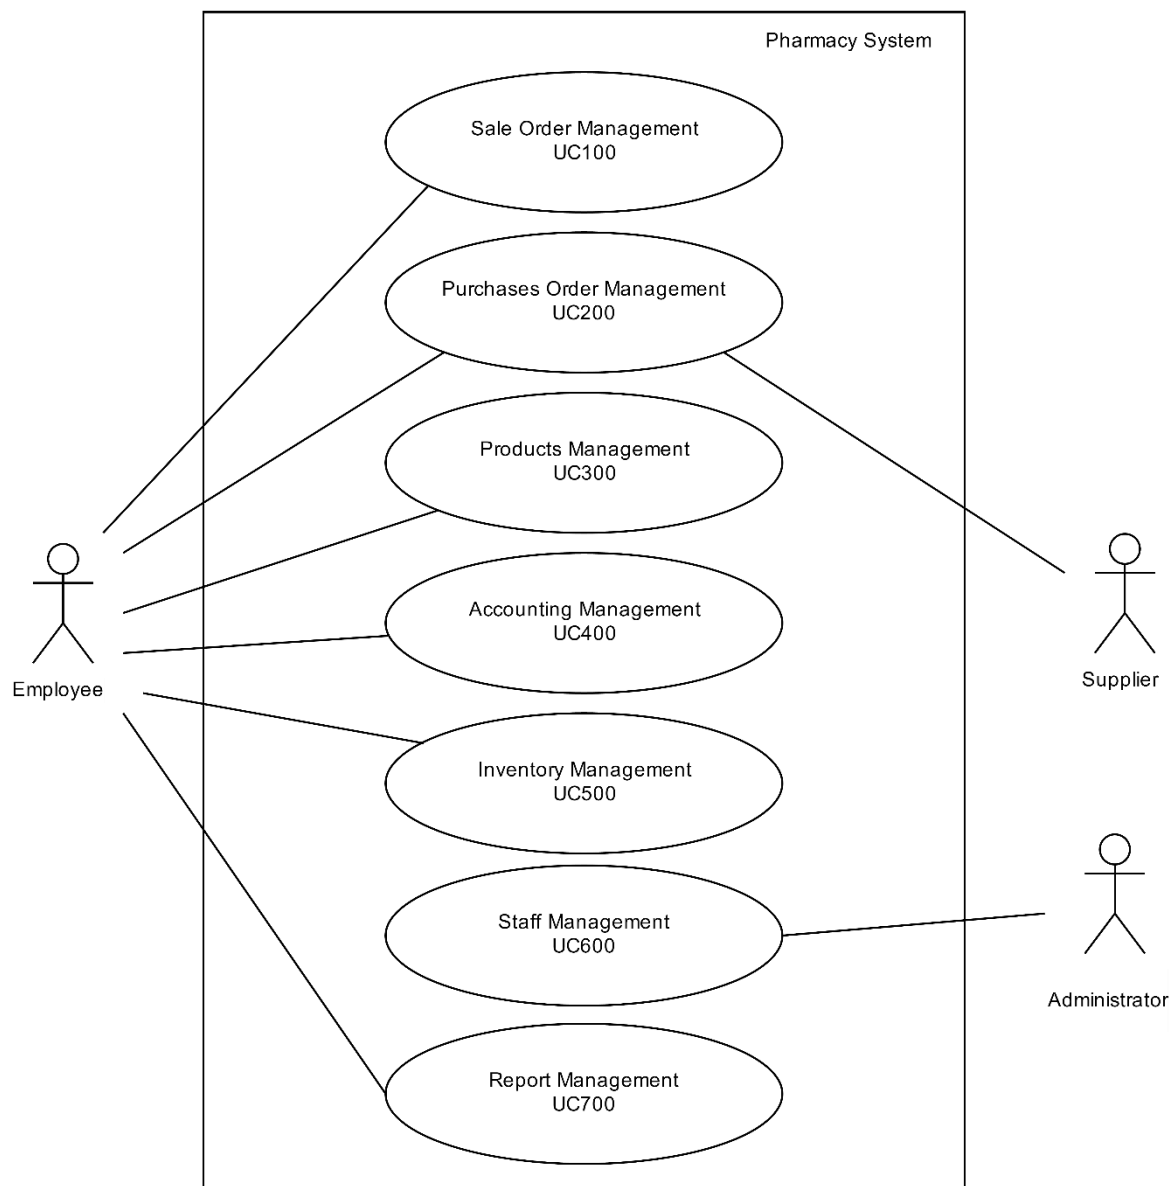 Pharmacy System
Sale Order Management
UC100
Purchases Order Management
UC200
Products Management
UC300
Accounting Management
UC400
Employee
Supplier
Inventory Management
UC500
Staff Management
UC600
Administrator
Report Management
UC700